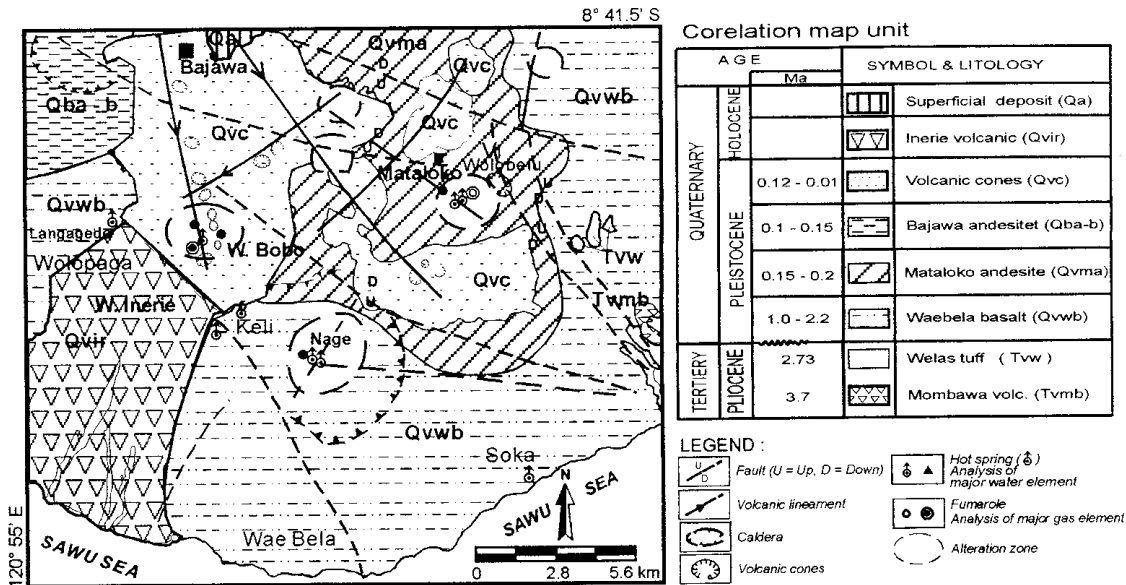 8° 41.5' S
Qa
Bajawa
Qba - b
Qvc
Qvma
Qvc
Qvc
Qvwb
D
U
Mataloko
Wolobelu
Qvwb
Langagedo
Wolopaga
W. Bobo
W. Inerie
Qvir
Keli
Nage
Qvc
Tvw
Tvmb
Qvwb
Soka
N
Wae Bela
SAWU SEA
SAWU SEA
120° 55' E
0 2.8 5.6 km
Corelation map unit
AGE
Ma
SYMBOL & LITOLOGY
QUATERNARY
HOLOCENE
Superficial deposit (Qa)
Inerie volcanic (Qvir)
PLEISTOCENE
0.12 - 0.01 Volcanic cones (Qvc)
0.1 - 0.15 Bajawa andesitet (Qba-b)
0.15 - 0.2 Mataloko andesite (Qvma)
1.0 - 2.2 Waebela basalt (Qvwb)
TERTIERY
PLIOCENE
2.73 Welas tuff ( Tvw )
3.7 Mombawa volc. (Tvmb)
LEGEND :
U
D
Fault (U = Up, D = Down)
Volcanic lineament
Caldera
Volcanic cones
Hot spring ( )
Analysis of
major water element
Fumarole
Analysis of major gas element
Alteration zone